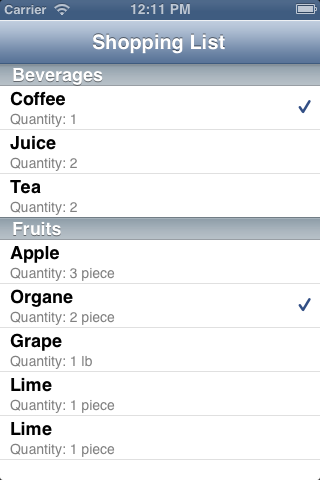 Carrier 12:11 PM
Shopping List
Beverages
Coffee
Quantity: 1
Juice
Quantity: 2
Tea
Quantity: 2
Fruits
Apple
Quantity: 3 piece
Organe
Quantity: 2 piece
Grape
Quantity: 1 lb
Lime
Quantity: 1 piece
Lime
Quantity: 1 piece